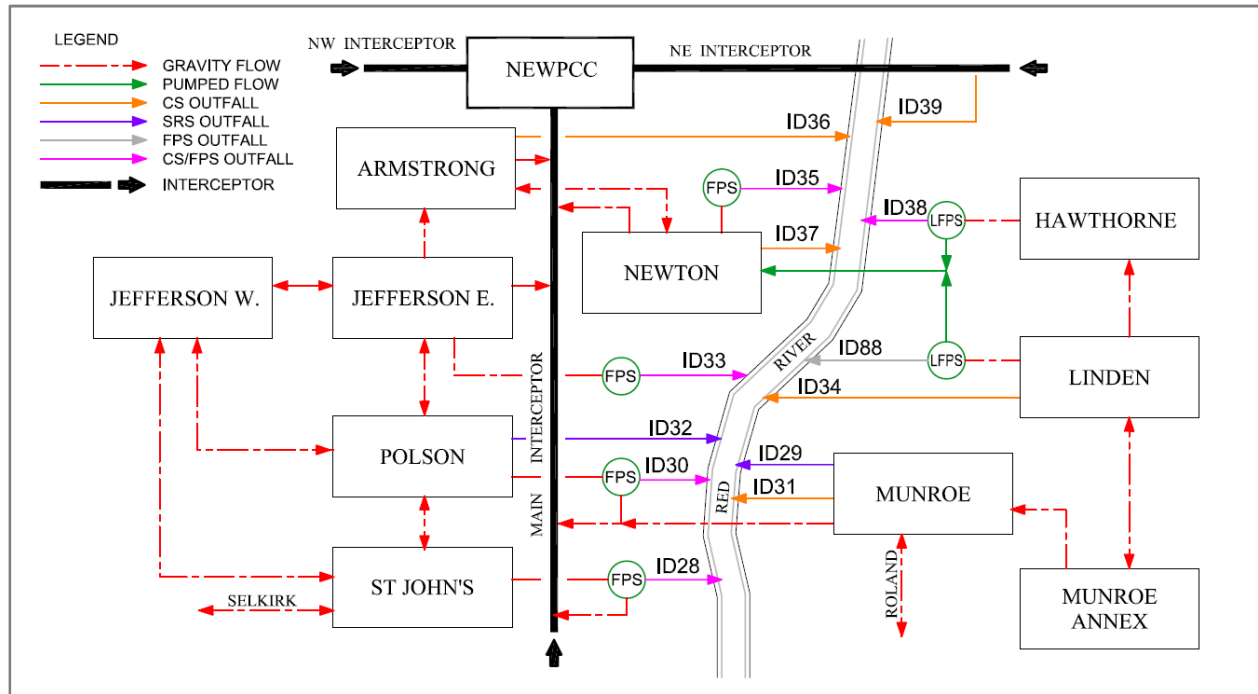 LEGEND
GRAVITY FLOW
PUMPED FLOW
CS OUTFALL
SRS OUTFALL
FPS OUTFALL
CS/FPS OUTFALL
INTERCEPTOR
NW INTERCEPTOR
NEWPCC
NE INTERCEPTOR
ID39
ID36
ARMSTRONG
FPS
ID35
ID38
LFPS
HAWTHORNE
ID37
NEWTON
JEFFERSON W.
JEFFERSON E.
FPS
ID33
RIVER
ID88
LFPS
LINDEN
ID34
POLSON
MAIN INTERCEPTOR
ID32
FPS
ID30
RED
ID29
ID31
MUNROE
ST JOHN'S
FPS
ID28
SELKIRK
ROLAND
MUNROE
ANNEX